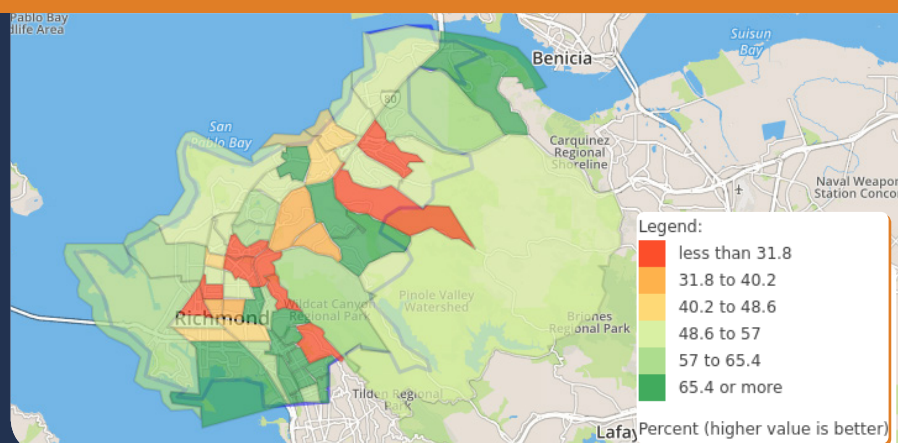 Pablo Bay
dlife Area
Benicia
Suisun
Bay
80
San
Pablo Bay
Carquinez
Regional
Shoreline
Naval Weapon
Station Conco
Legend:
less than 31.8
31.8 to 40.2
40.2 to 48.6
48.6 to 57
57 to 65.4
65.4 or more
Percent (higher value is better)
Wildcat Canyon
Regional Park
Pinole Valley
Watershed
Richmond
Briones
Regional Park
Tilden Regional
Park
Lafay